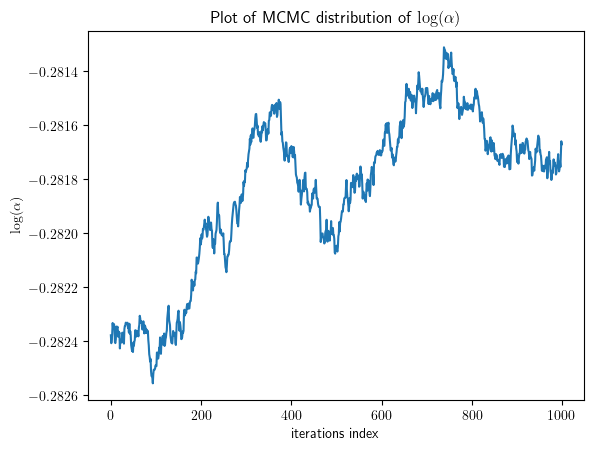 Plot of MCMC distribution of log(α)
−0.2814
−0.2816
−0.2818
−0.2820
−0.2822
−0.2824
−0.2826
log(α)
0 200 400 600 800 1000
iterations index